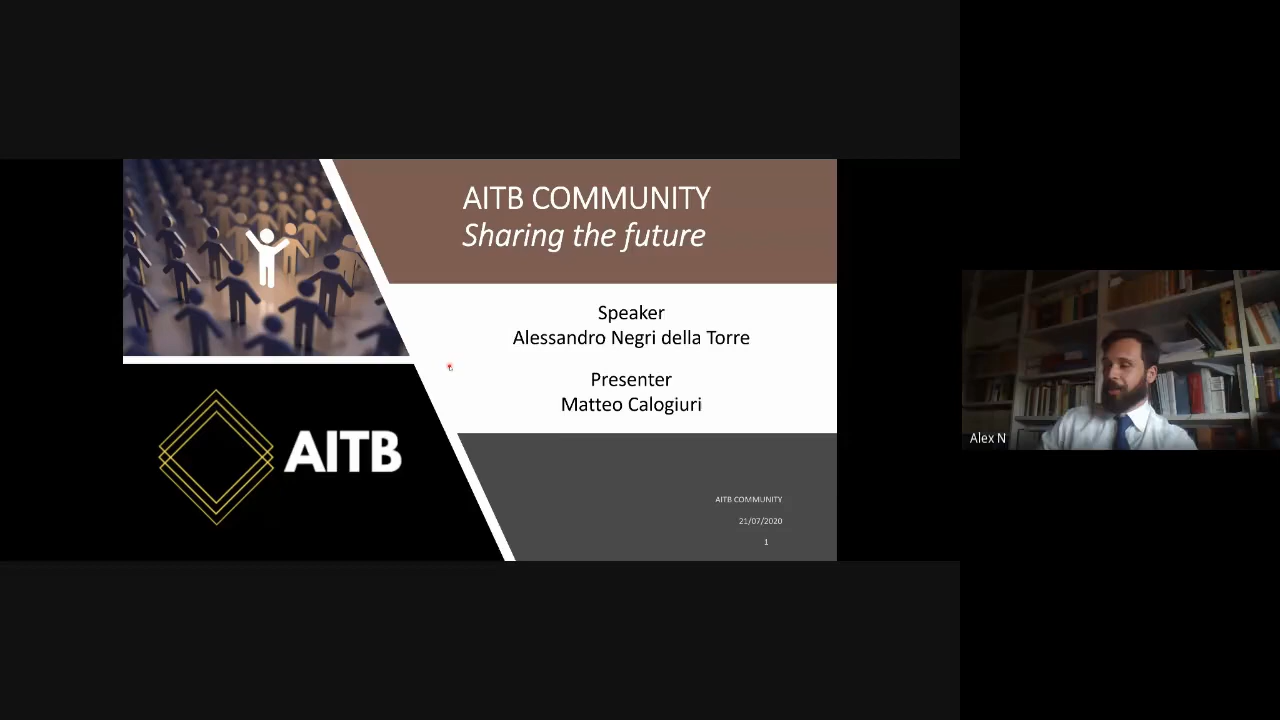 AITB COMMUNITY
Sharing the future
Speaker
Alessandro Negri della Torre
Presenter
Matteo Calogiuri
AITB
AITB COMMUNITY
21/07/2020
1
Alex N